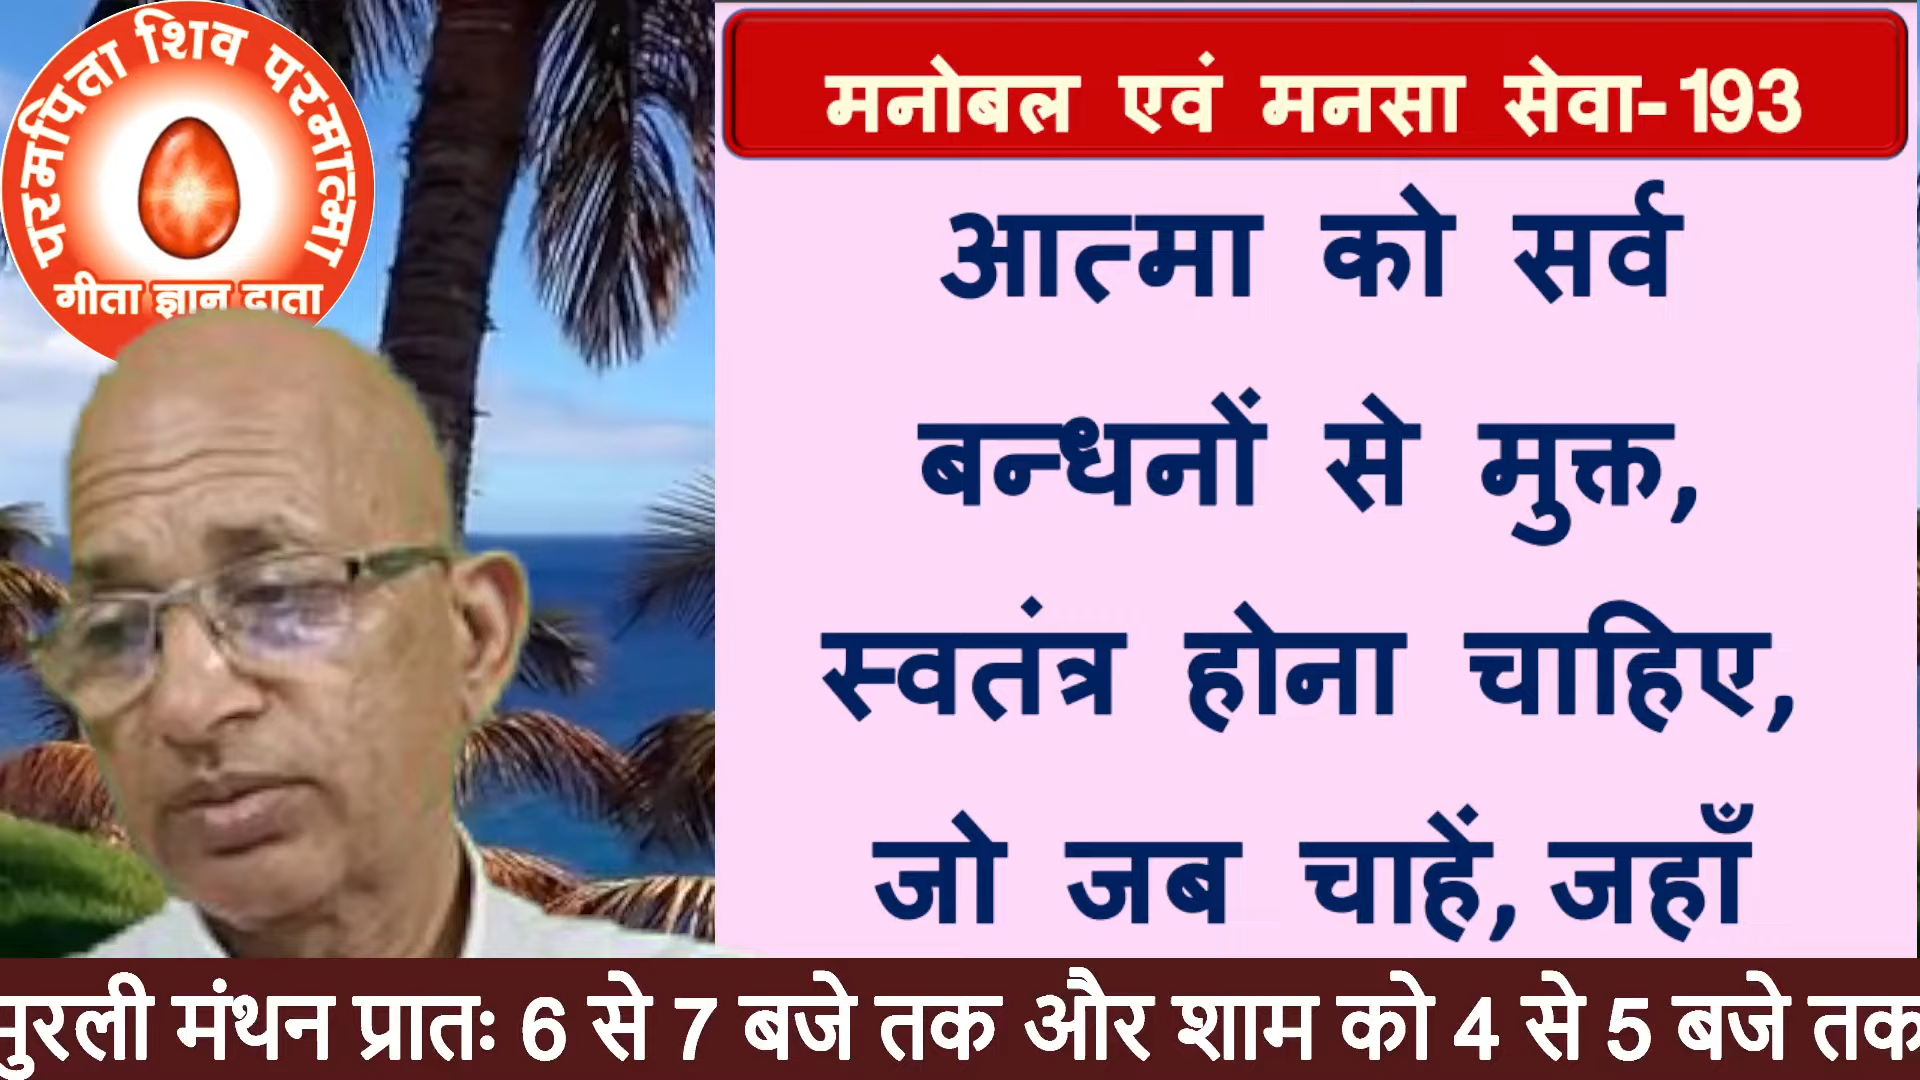 परमपिता शिव परमात्मा
गीता ज्ञान दाता
मनोबल एवं मनसा सेवा-193
आत्मा को सर्व
बन्धनों से मुक्त,
स्वतंत्र होना चाहिए,
जो जब चाहें, जहाँ
मुरली मंथन प्रातः 6 से 7 बजे तक और शाम को 4 से 5 बजे तक